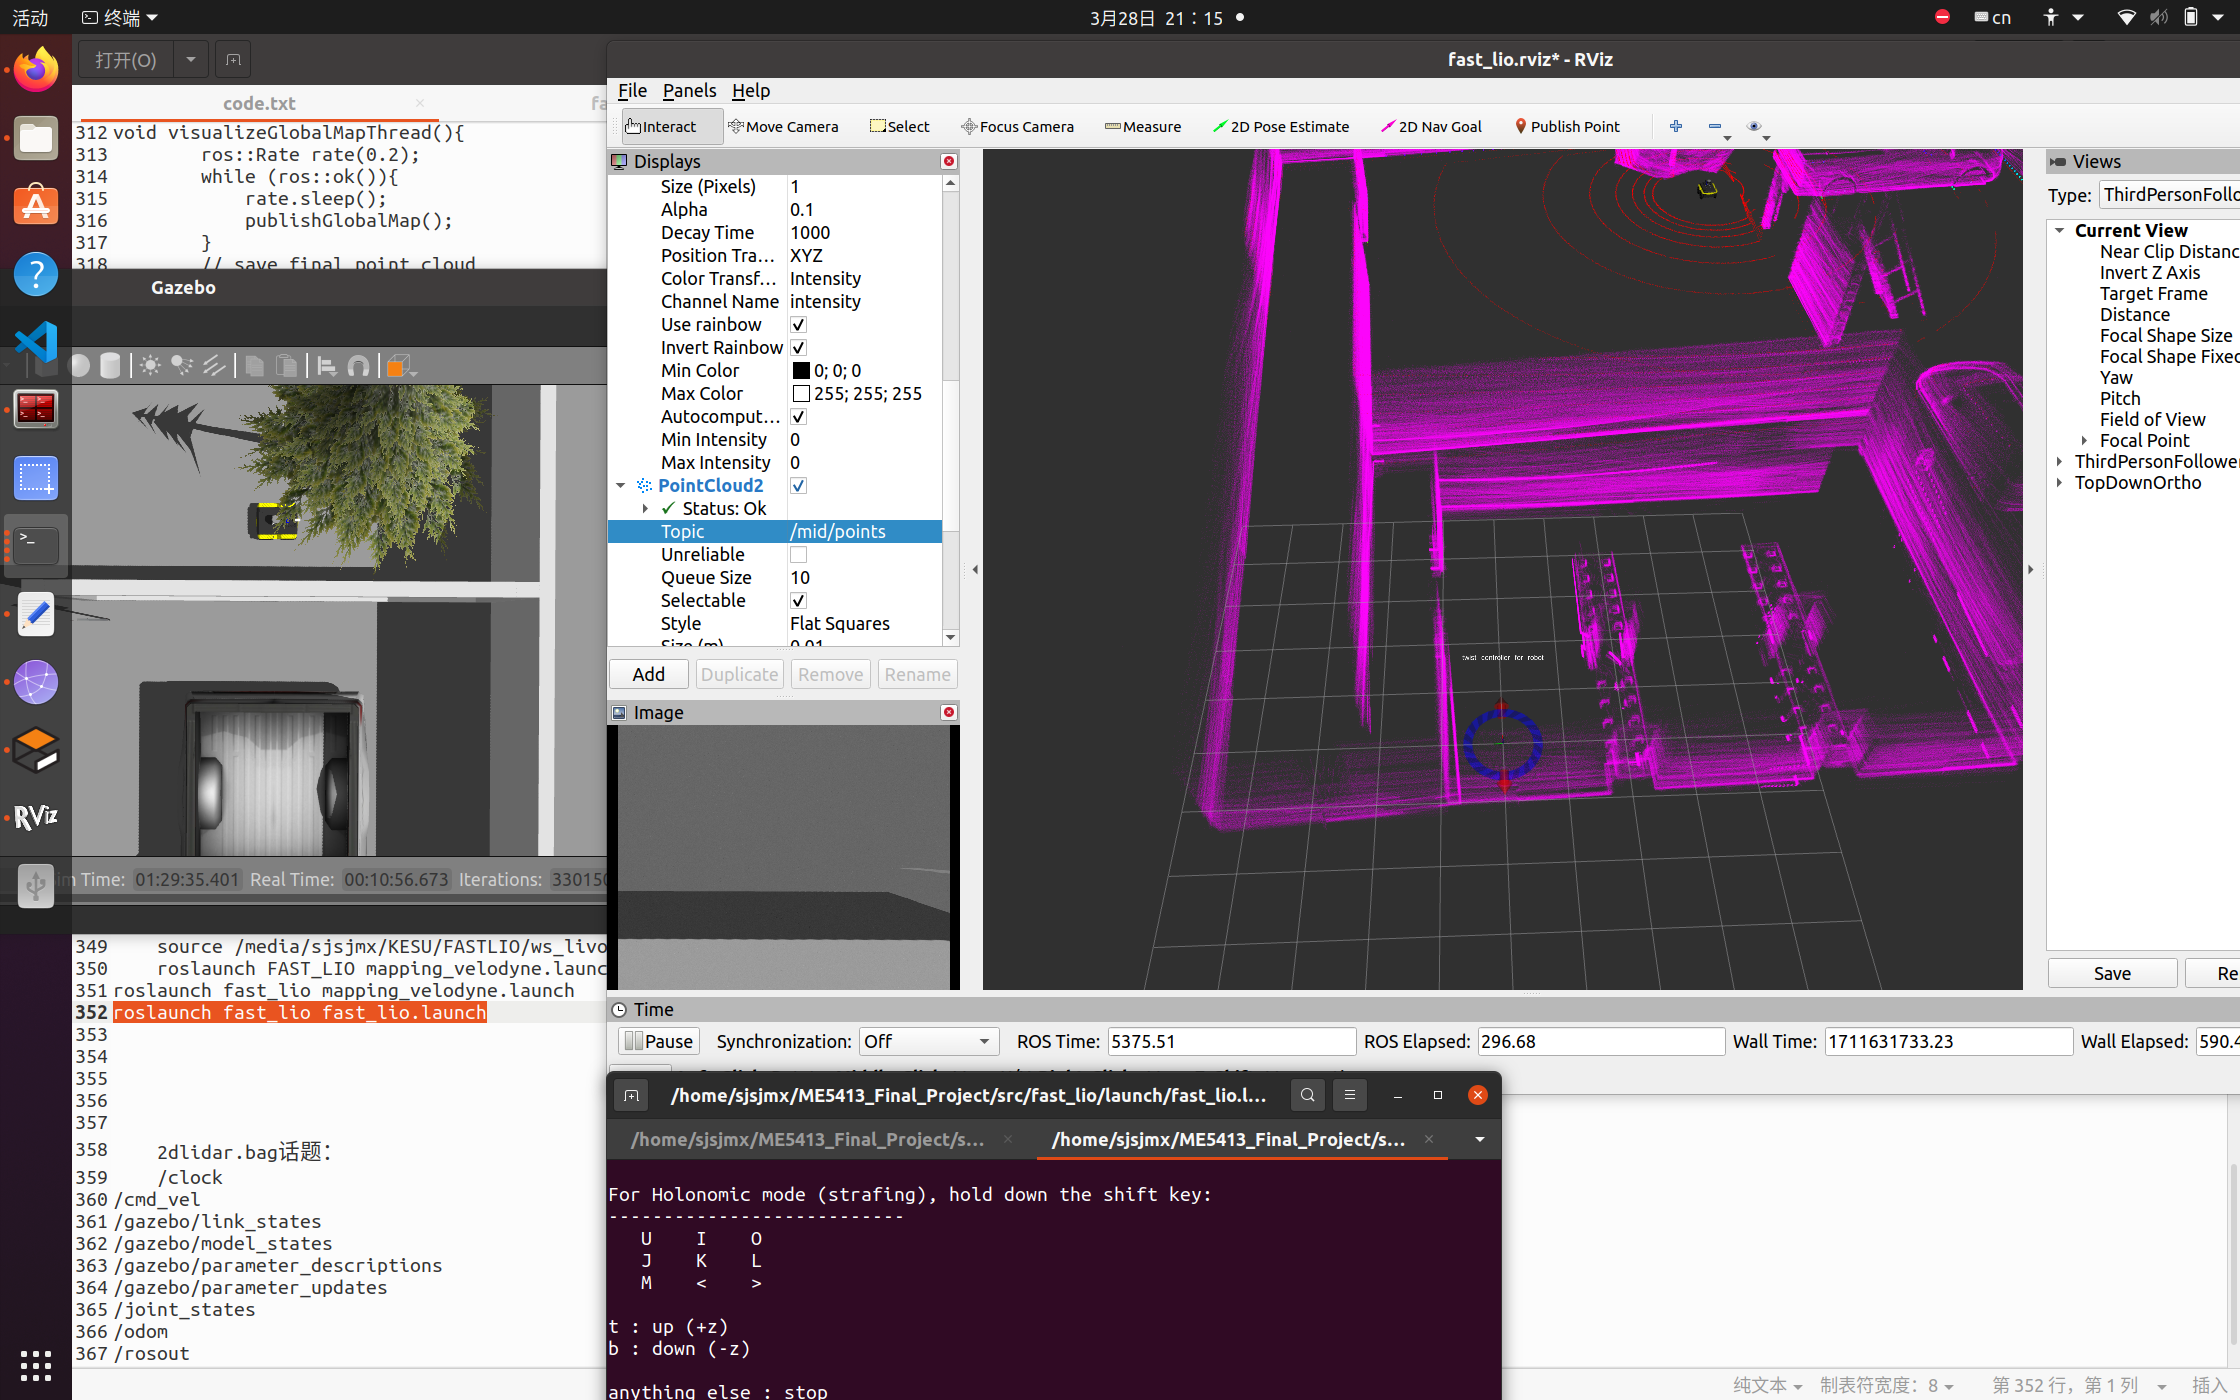 活动
终端
3月28日 21：15
cn
打开(O)
code.txt
312 void visualizeGlobalMapThread(){
313 ros::Rate rate(0.2);
314 while (ros::ok()){
315 rate.sleep();
316 publishGlobalMap();
317 }
318 // save final point cloud
Gazebo
Time: 01:29:35.401 Real Time: 00:10:56.673 Iterations:
349 source /media/sjsjmx/KESU/FASTLIO/ws_livo
350 roslaunch FAST_LIO mapping_velodyne.launc
351 roslaunch fast_lio mapping_velodyne.launch
352 roslaunch fast_lio fast_lio.launch
353
354
355
356
357
358 2dlidar.bag话题：
359 /clock
360 /cmd_vel
361 /gazebo/link_states
362 /gazebo/model_states
363 /gazebo/parameter_descriptions
364 /gazebo/parameter_updates
365 /joint_states
366 /odom
367 /rosout
fast_lio.rviz* - RViz
File Panels Help
Interact Move Camera Select Focus Camera Measure 2D Pose Estimate 2D Nav Goal Publish Point
Displays
Size (Pixels) 1
Alpha 0.1
Decay Time 1000
Position Tra... XYZ
Color Transf... Intensity
Channel Name intensity
Use rainbow
Invert Rainbow
Min Color 0; 0; 0
Max Color 255; 255; 255
Autocomput...
Min Intensity 0
Max Intensity 0
PointCloud2
Status: Ok
Topic /mid/points
Unreliable
Queue Size 10
Selectable
Style Flat Squares
Size (m) 0.01
Add Duplicate Remove Rename
Image
twist controller for robot
Views
Type: ThirdPersonFollo
Current View
Near Clip Distanc
Invert Z Axis
Target Frame
Distance
Focal Shape Size
Focal Shape Fixed
Yaw
Pitch
Field of View
Focal Point
ThirdPersonFollower
TopDownOrtho
Save Re
Time
Pause Synchronization: Off ROS Time: 5375.51 ROS Elapsed: 296.68 Wall Time: 1711631733.23 Wall Elapsed: 590.4
/home/sjsjmx/ME5413_Final_Project/src/fast_lio/launch/fast_lio.l...
/home/sjsjmx/ME5413_Final_Project/s... /home/sjsjmx/ME5413_Final_Project/s...
For Holonomic mode (strafing), hold down the shift key:
---------------------------
U I O
J K L
M < >
t : up (+z)
b : down (-z)
anything else : stop
RViz
纯文本 制表符宽度：8 第 352 行，第 1 列 插入